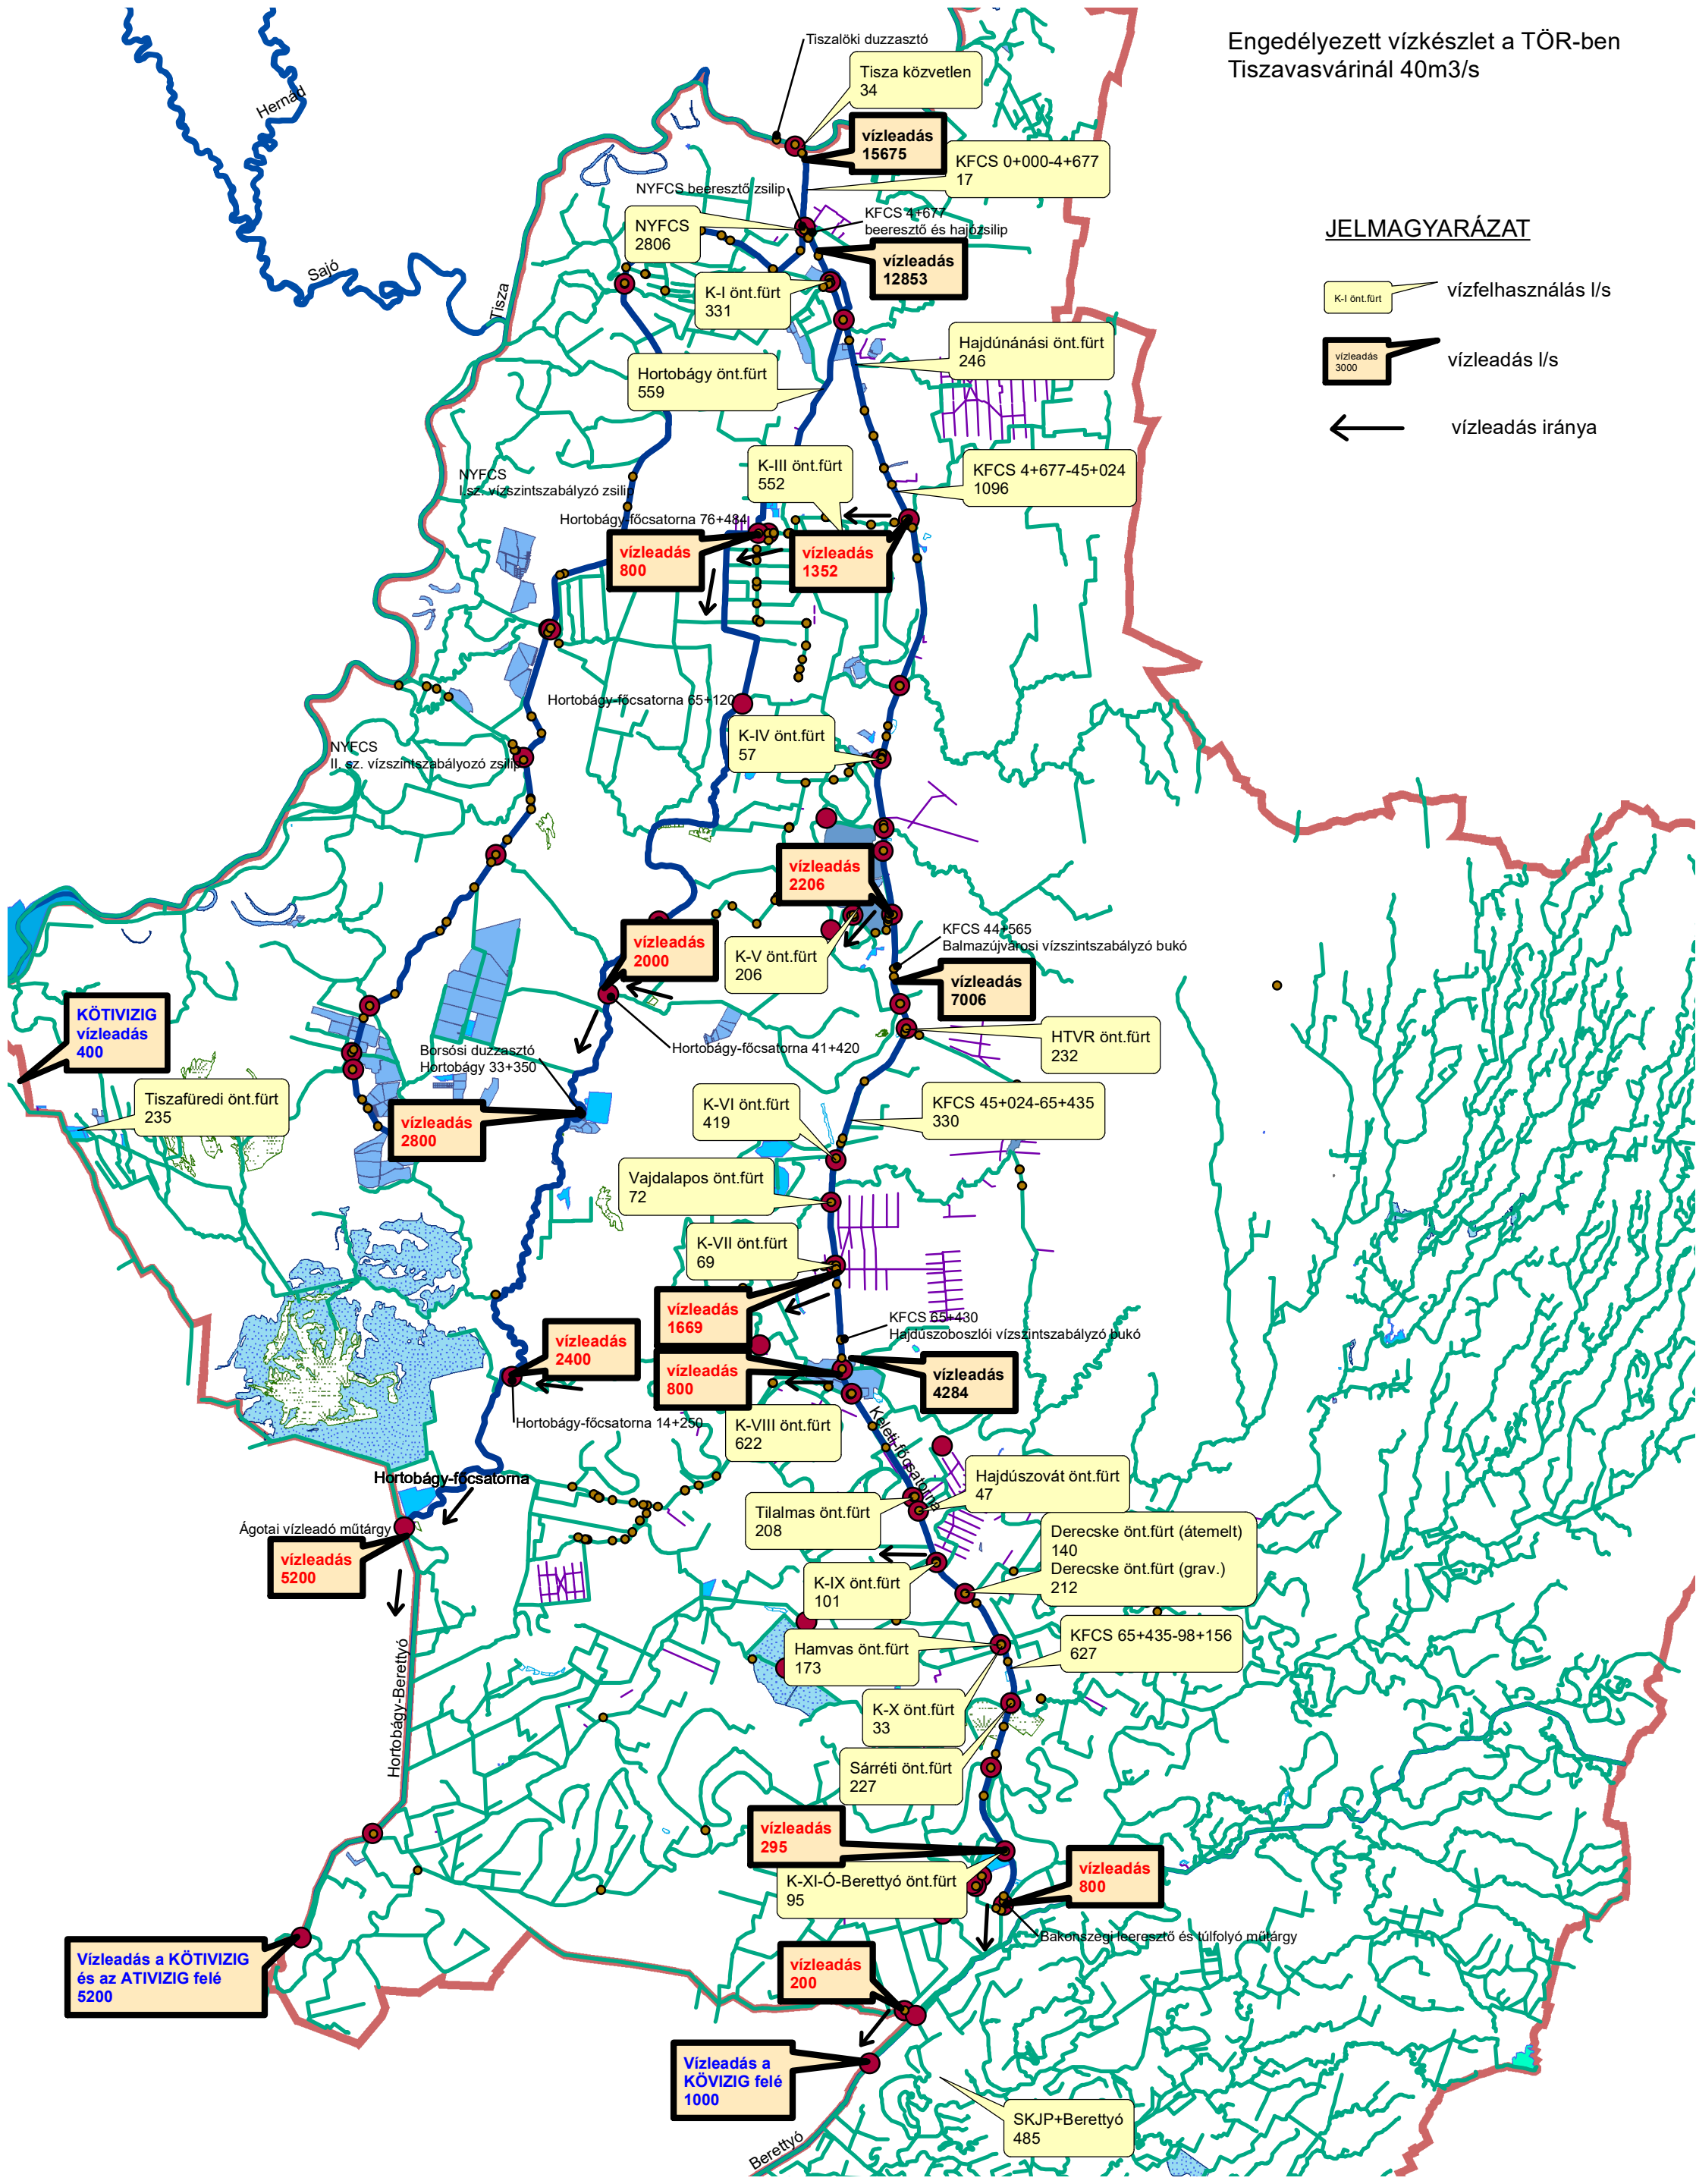 Engedélyezett vízkészlet a TÖR-ben
Tiszavasvárinál 40m3/s
JELMAGYARÁZAT
K-I önt.fürt
vízfelhasználás l/s
vízleadás
3000
vízleadás l/s
vízleadás iránya
Hernád
Sajó
Tisza
Tiszalöki duzzasztó
Tisza közvetlen
34
vízleadás
15675
KFCS 0+000-4+677
17
NYFCS beeresztő zsilip
NYFCS
2806
KFCS 4+677
beeresztő és hajózsilip
vízleadás
12853
K-I önt.fürt
331
Hajdúnánási önt.fürt
246
Hortobágy önt.fürt
559
K-III önt.fürt
552
KFCS 4+677-45+024
1096
NYFCS
I.sz. vízszintszabályzó zsilip
Hortobágy-főcsatorna 76+484
vízleadás
800
vízleadás
1352
Hortobágy-főcsatorna 65+120
K-IV önt.fürt
57
NYFCS
II. sz. vízszintszabályozó zsilip
vízleadás
2206
vízleadás
2000
K-V önt.fürt
206
KFCS 44+565
Balmazújvárosi vízszintszabályzó bukó
vízleadás
7006
KÖTIVIZIG
vízleadás
400
HTVR önt.fürt
232
Borsósi duzzasztó
Hortobágy 33+350
Hortobágy-főcsatorna 41+420
Tiszafüredi önt.fürt
235
vízleadás
2800
K-VI önt.fürt
419
KFCS 45+024-65+435
330
Vajdalapos önt.fürt
72
K-VII önt.fürt
69
vízleadás
1669
KFCS 65+430
Hajdúszoboszlói vízszintszabályzó bukó
vízleadás
2400
vízleadás
800
vízleadás
4284
Hortobágy-főcsatorna 14+250
K-VIII önt.fürt
622
Keleti-főcsatorna
Hortobágy-főcsatorna
Hajdúszovát önt.fürt
47
Tilalmas önt.fürt
208
Ágotai vízleadó műtárgy
vízleadás
5200
Derecske önt.fürt (átemelt)
140
Derecske önt.fürt (grav.)
212
K-IX önt.fürt
101
Hamvas önt.fürt
173
KFCS 65+435-98+156
627
Hortobágy-Berettyó
K-X önt.fürt
33
Sárréti önt.fürt
227
vízleadás
295
K-XI-Ó-Berettyó önt.fürt
95
vízleadás
800
Bakonszegi leeresztő és túlfolyó műtárgy
Vízleadás a KÖTIVIZIG
és az ATIVIZIG felé
5200
vízleadás
200
Vízleadás a
KÖVIZIG felé
1000
SKJP+Berettyó
485
Berettyó